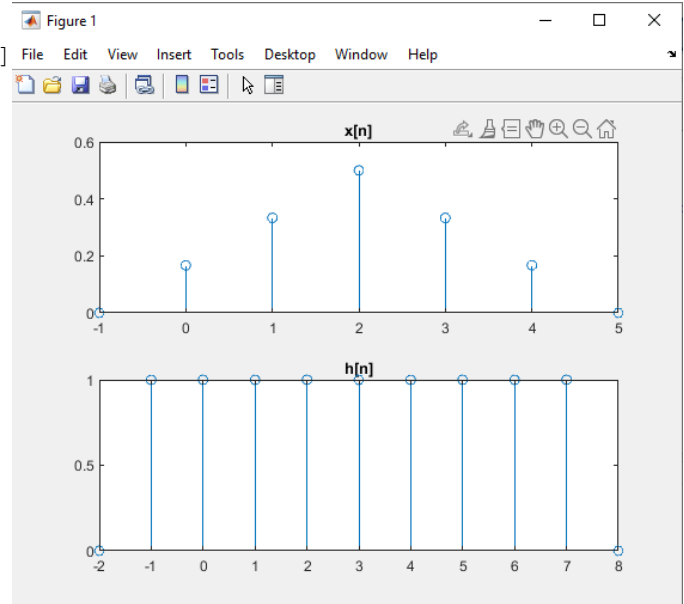 Figure 1
]
File Edit View Insert Tools Desktop Window Help
x[n]
0.6
0.4
0.2
0
-1 0 1 2 3 4 5
h[n]
1
0.5
0
-2 -1 0 1 2 3 4 5 6 7 8